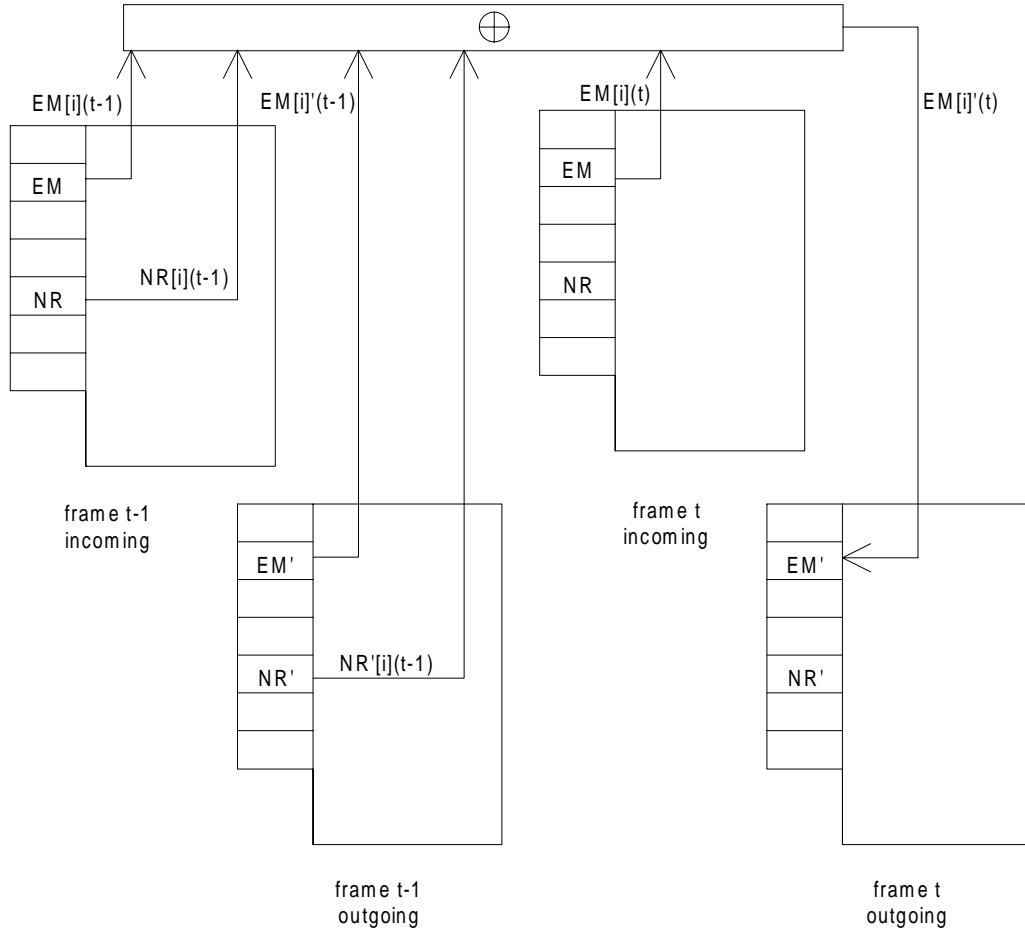 EM[i](t-1)
EM[i]'(t-1)
EM[i](t)
EM[i]'(t)
EM
NR[i](t-1)
NR
EM
NR
frame t-1
incoming
frame t
incoming
EM'
NR'[i](t-1)
NR'
EM'
NR'
frame t-1
outgoing
frame t
outgoing